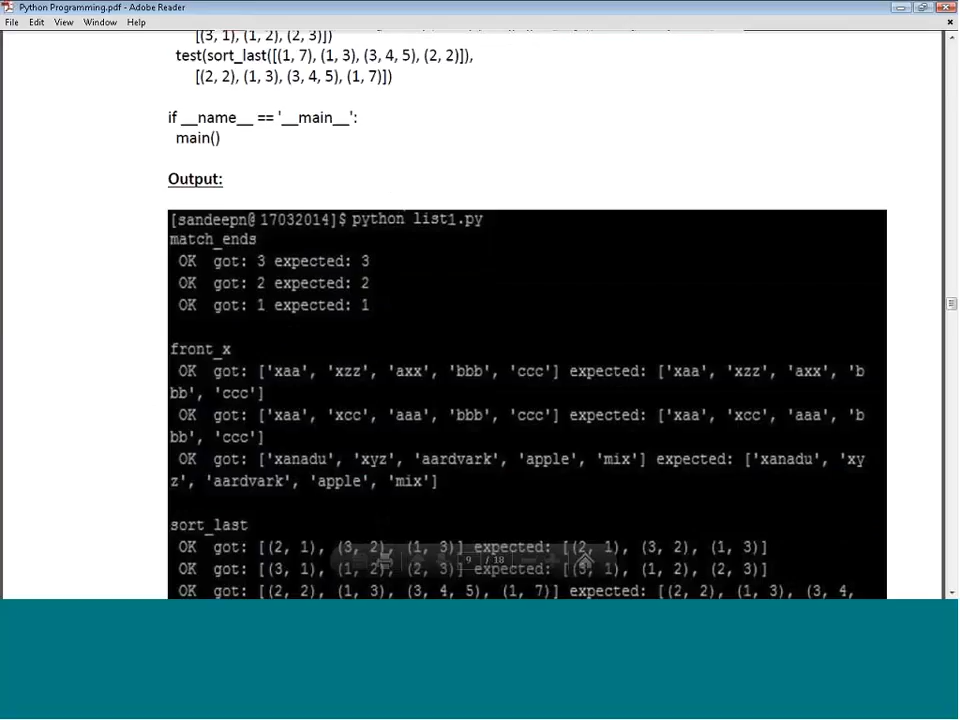 Python Programming.pdf - Adobe Reader
File Edit View Window Help
[(3, 1), (1, 2), (2, 3)])
test(sort_last([(1, 7), (1, 3), (3, 4, 5), (2, 2)]),
[(2, 2), (1, 3), (3, 4, 5), (1, 7)])
if __name__ == '__main__':
main()
Output:
[sandeepn@ 17032014]$ python list1.py
match_ends
OK got: 3 expected: 3
OK got: 2 expected: 2
OK got: 1 expected: 1
front_x
OK got: ['xaa', 'xzz', 'axx', 'bbb', 'ccc'] expected: ['xaa', 'xzz', 'axx', 'b
bb', 'ccc']
OK got: ['xaa', 'xcc', 'aaa', 'bbb', 'ccc'] expected: ['xaa', 'xcc', 'aaa', 'b
bb', 'ccc']
OK got: ['xanadu', 'xyz', 'aardvark', 'apple', 'mix'] expected: ['xanadu', 'xy
z', 'aardvark', 'apple', 'mix']
sort_last
OK got: [(2, 1), (3, 2), (1, 3)] expected: [(2, 1), (3, 2), (1, 3)]
9 / 18
OK got: [(3, 1), (1, 2), (2, 3)] expected: [(3, 1), (1, 2), (2, 3)]
OK got: [(2, 2), (1, 3), (3, 4, 5), (1, 7)] expected: [(2, 2), (1, 3), (3, 4,